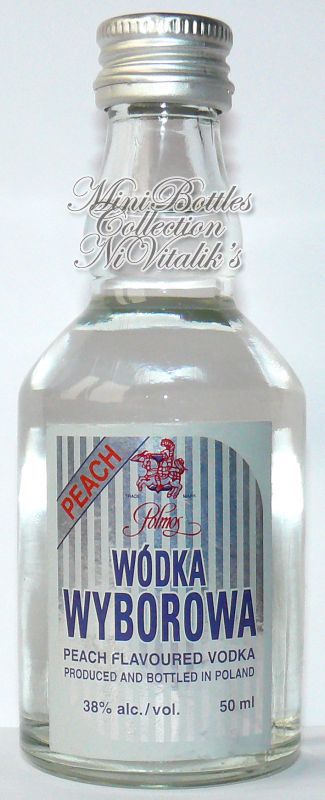 MiniBottles
Collection
NiVitalik's
PEACH
TRADE MARK
Polmos
WÓDKA
WYBOROWA
PEACH FLAVOURED VODKA
PRODUCED AND BOTTLED IN POLAND
38% alc./vol. 50 ml